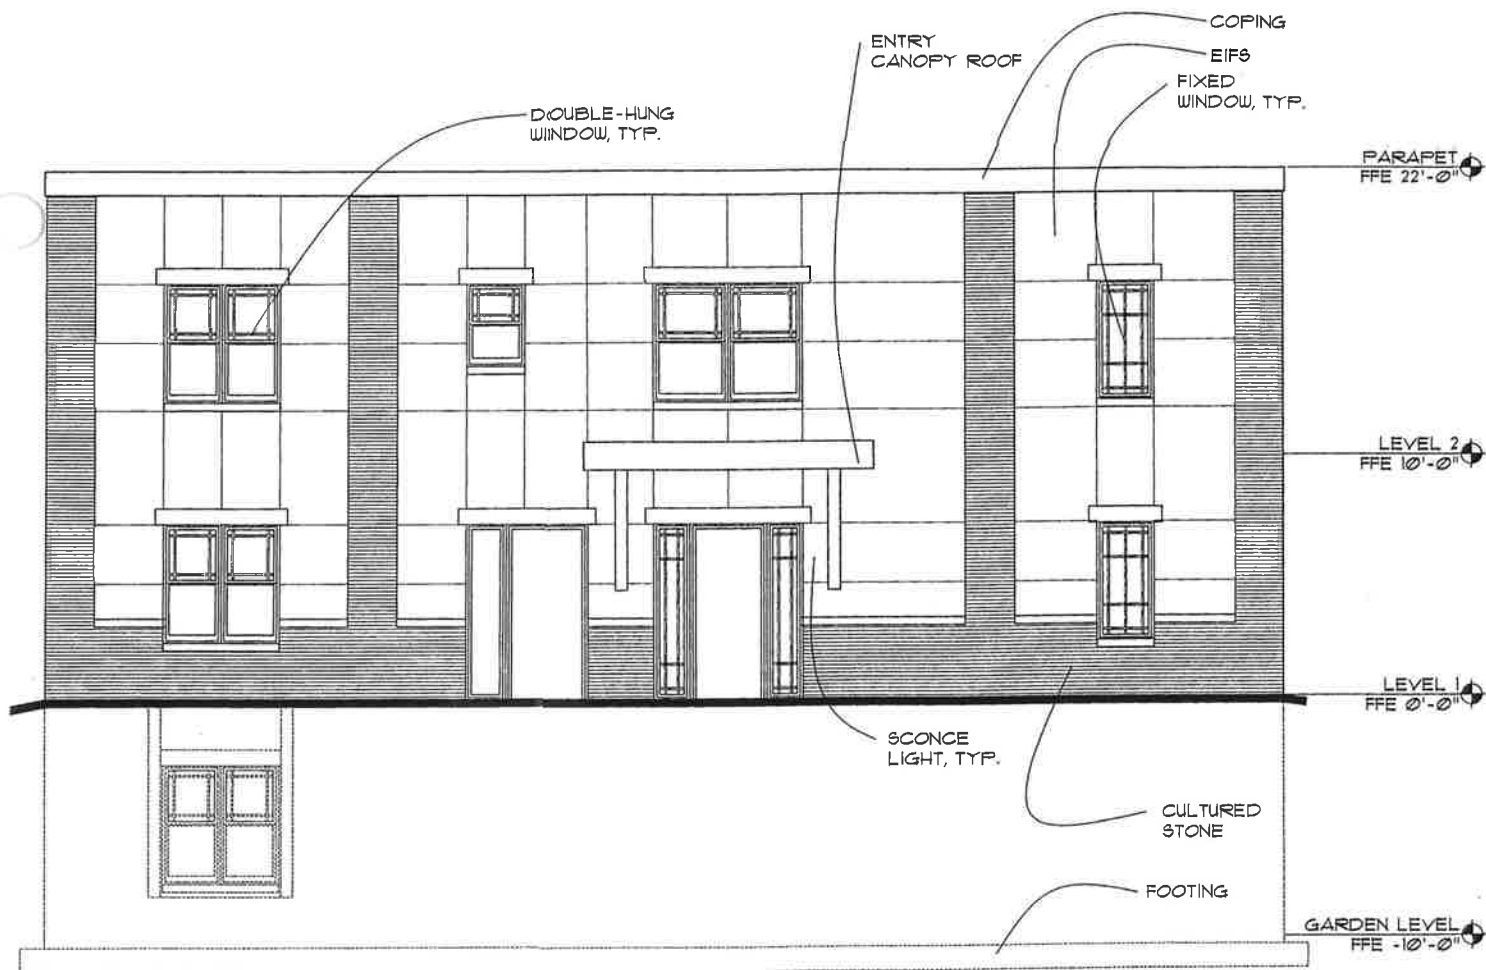 COPING
ENTRY
CANOPY ROOF
EIFS
FIXED
WINDOW, TYP.
DOUBLE-HUNG
WINDOW, TYP.
PARAPET
FFE 22'-0"
LEVEL 2
FFE 10'-0"
LEVEL 1
FFE 0'-0"
SCONCE
LIGHT, TYP.
CULTURED
STONE
FOOTING
GARDEN LEVEL
FFE -10'-0"